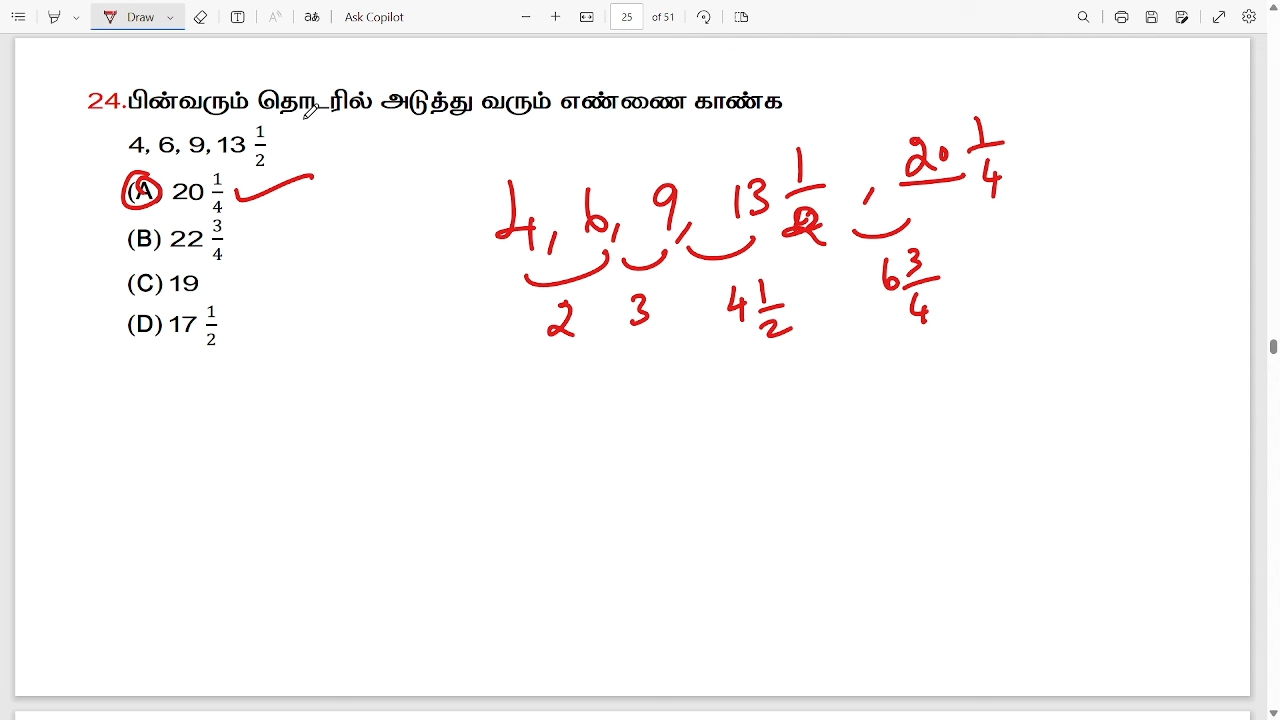 Draw
Ask Copilot
25 of 51
24.பின்வரும் தொடரில் அடுத்து வரும் எண்ணை காண்க
4, 6, 9, 13 1/2
(A) 20 1/4
(B) 22 3/4
(C) 19
(D) 17 1/2
4, 6, 9, 13 1/2, 20 1/4
2 3 4 1/2 6 3/4